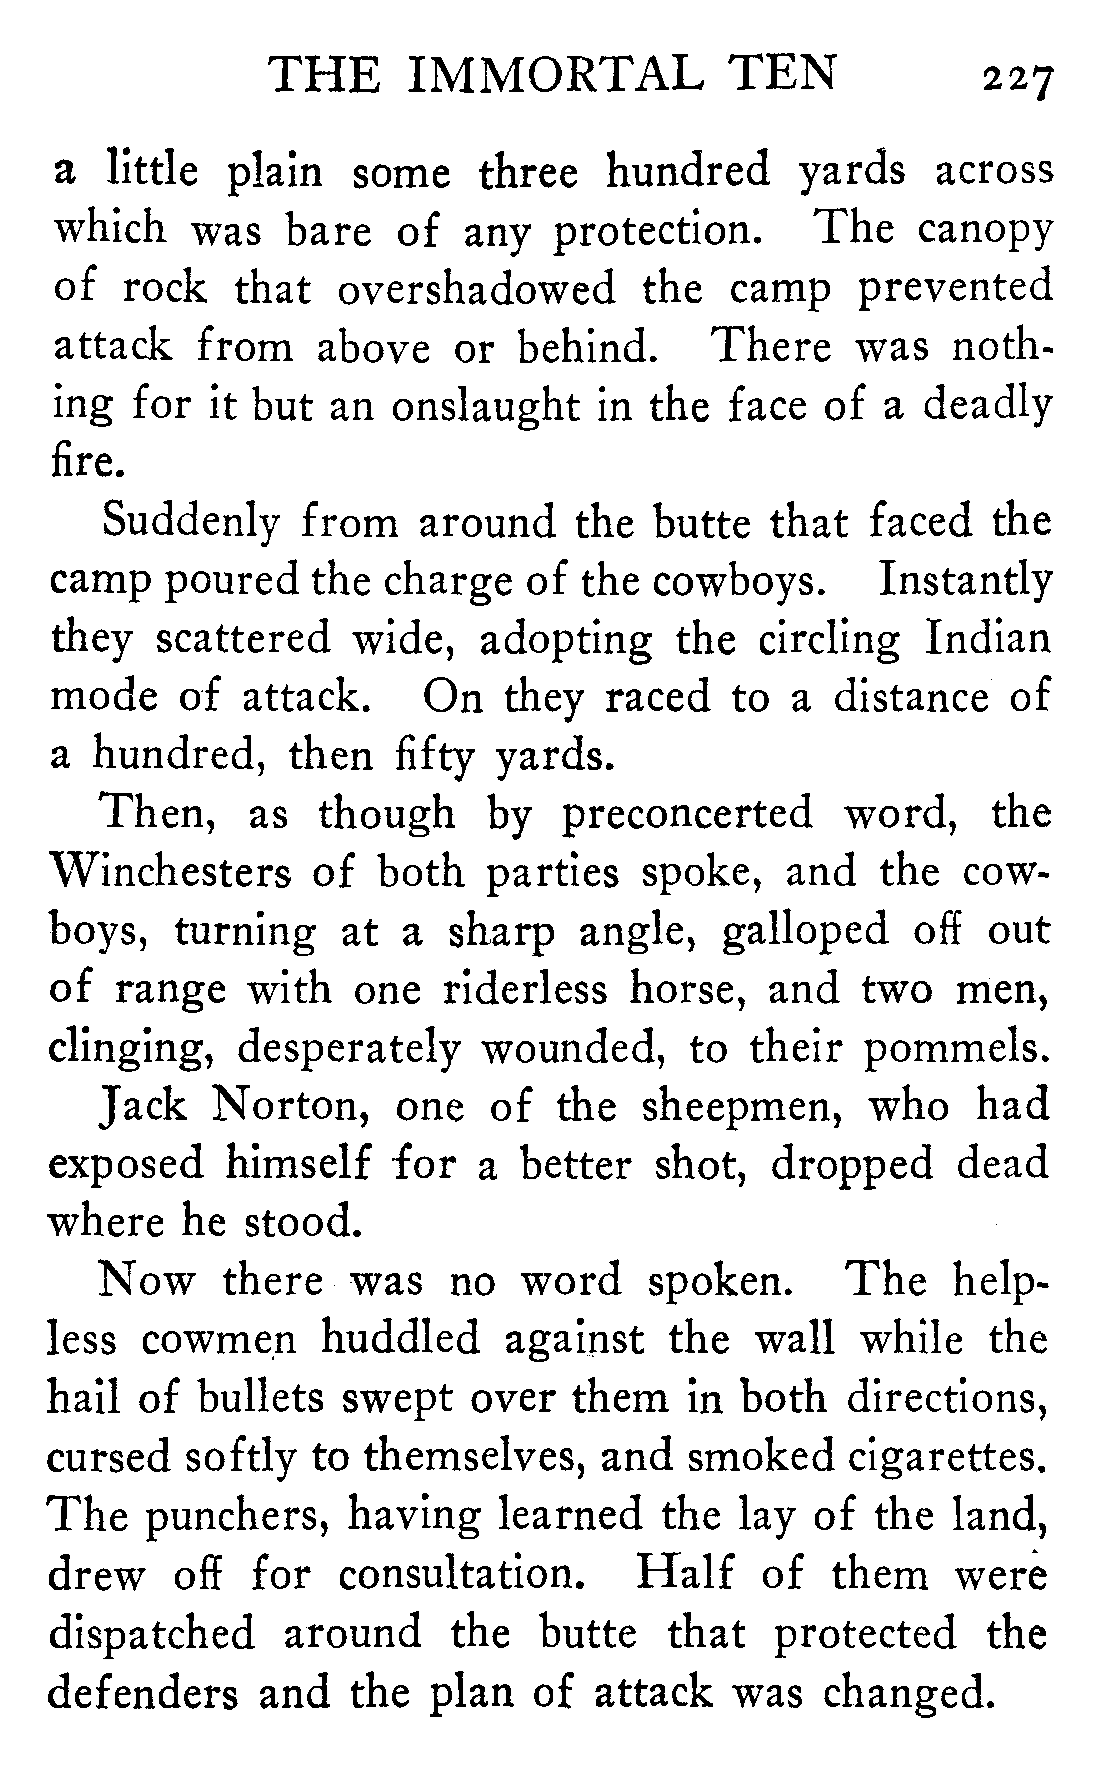 THE IMMORTAL TEN 227
a little plain some three hundred yards across
which was bare of any protection. The canopy
of rock that overshadowed the camp prevented
attack from above or behind. There was noth-
ing for it but an onslaught in the face of a deadly
fire.
Suddenly from around the butte that faced the
camp poured the charge of the cowboys. Instantly
they scattered wide, adopting the circling Indian
mode of attack. On they raced to a distance of
a hundred, then fifty yards.
Then, as though by preconcerted word, the
Winchesters of both parties spoke, and the cow-
boys, turning at a sharp angle, galloped off out
of range with one riderless horse, and two men,
clinging, desperately wounded, to their pommels.
Jack Norton, one of the sheepmen, who had
exposed himself for a better shot, dropped dead
where he stood.
Now there was no word spoken. The help-
less cowmen huddled against the wall while the
hail of bullets swept over them in both directions,
cursed softly to themselves, and smoked cigarettes.
The punchers, having learned the lay of the land,
drew off for consultation. Half of them were
dispatched around the butte that protected the
defenders and the plan of attack was changed.